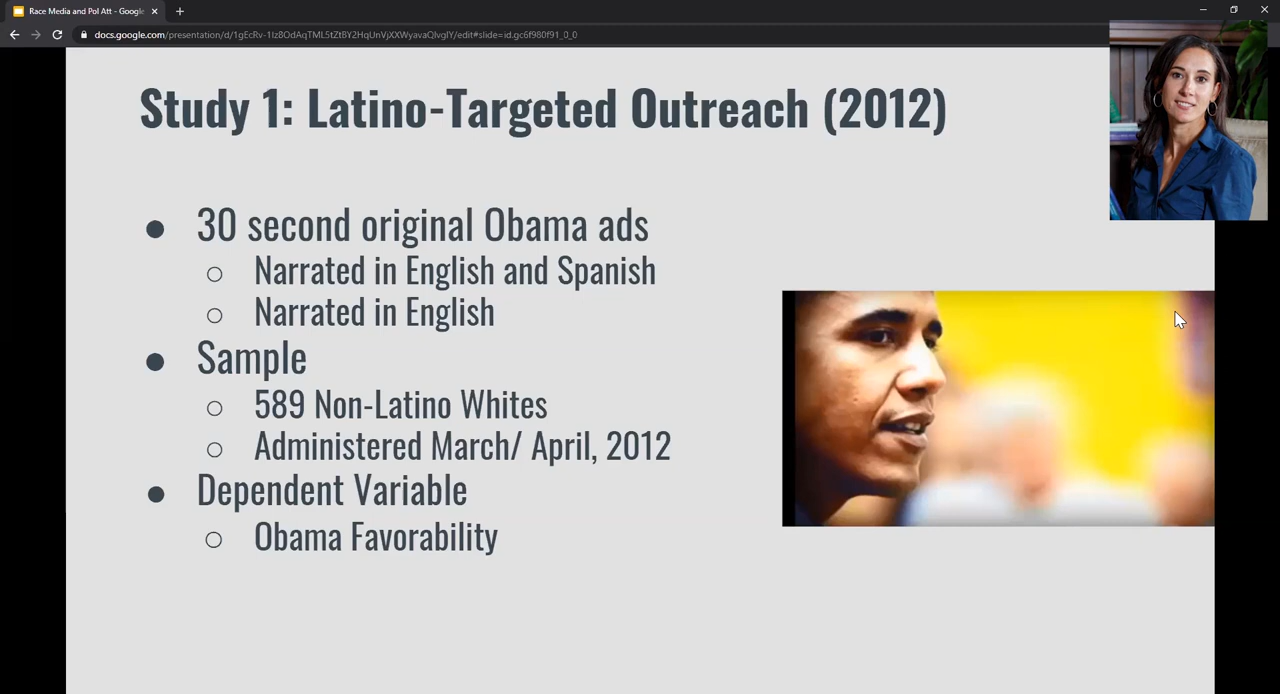 Race Media and Pol Att - Google
docs.google.com/presentation/d/1gEcRv-1Iz8OdAqTML5tZtBY2HqUnVjXXWyavaQIvgIY/edit#slide=id.gc6f980f91_0_0
Study 1: Latino-Targeted Outreach (2012)
30 second original Obama ads
Narrated in English and Spanish
Narrated in English
Sample
589 Non-Latino Whites
Administered March/ April, 2012
Dependent Variable
Obama Favorability